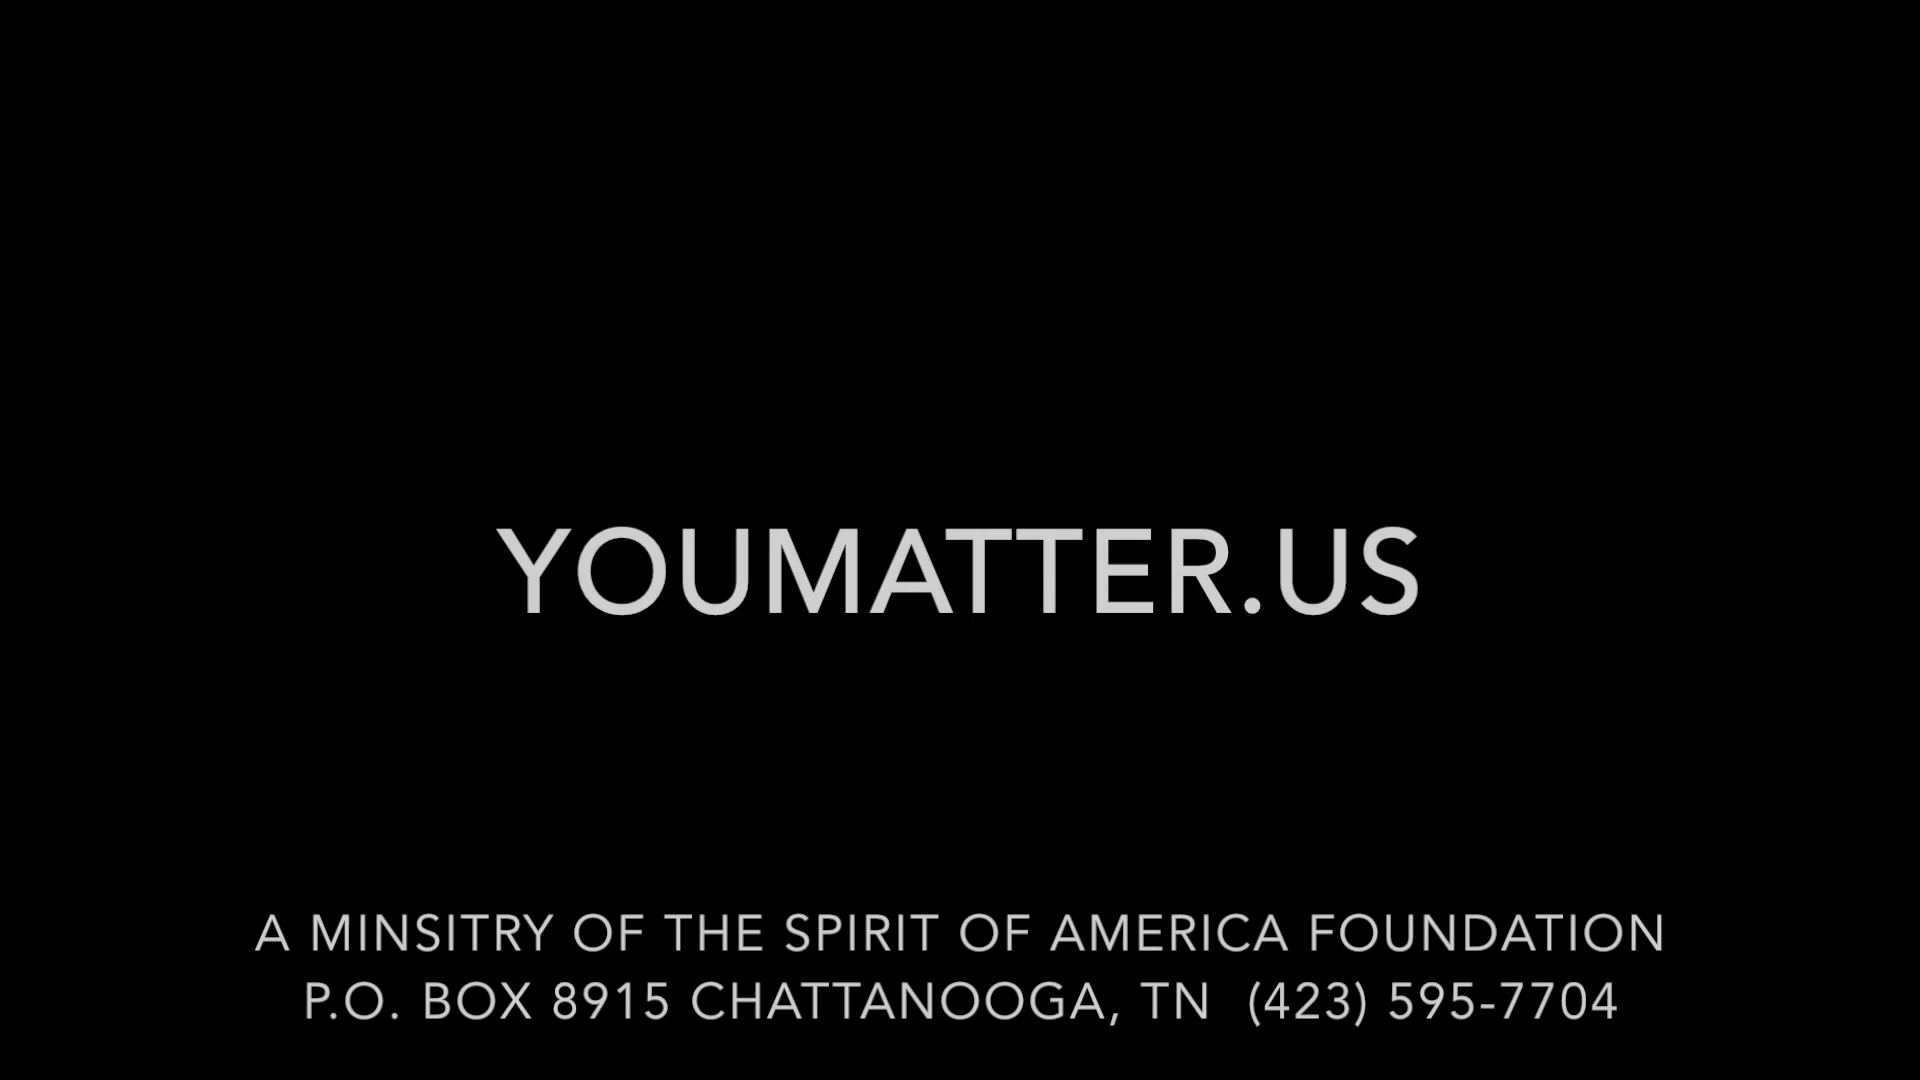 YOUMATTER.US
A MINSITRY OF THE SPIRIT OF AMERICA FOUNDATION
P.O. BOX 8915 CHATTANOOGA, TN (423) 595-7704